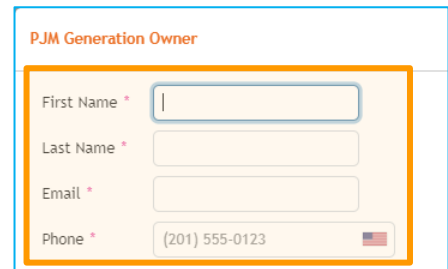 PJM Generation Owner
First Name *
Last Name *
Email *
Phone * (201) 555-0123